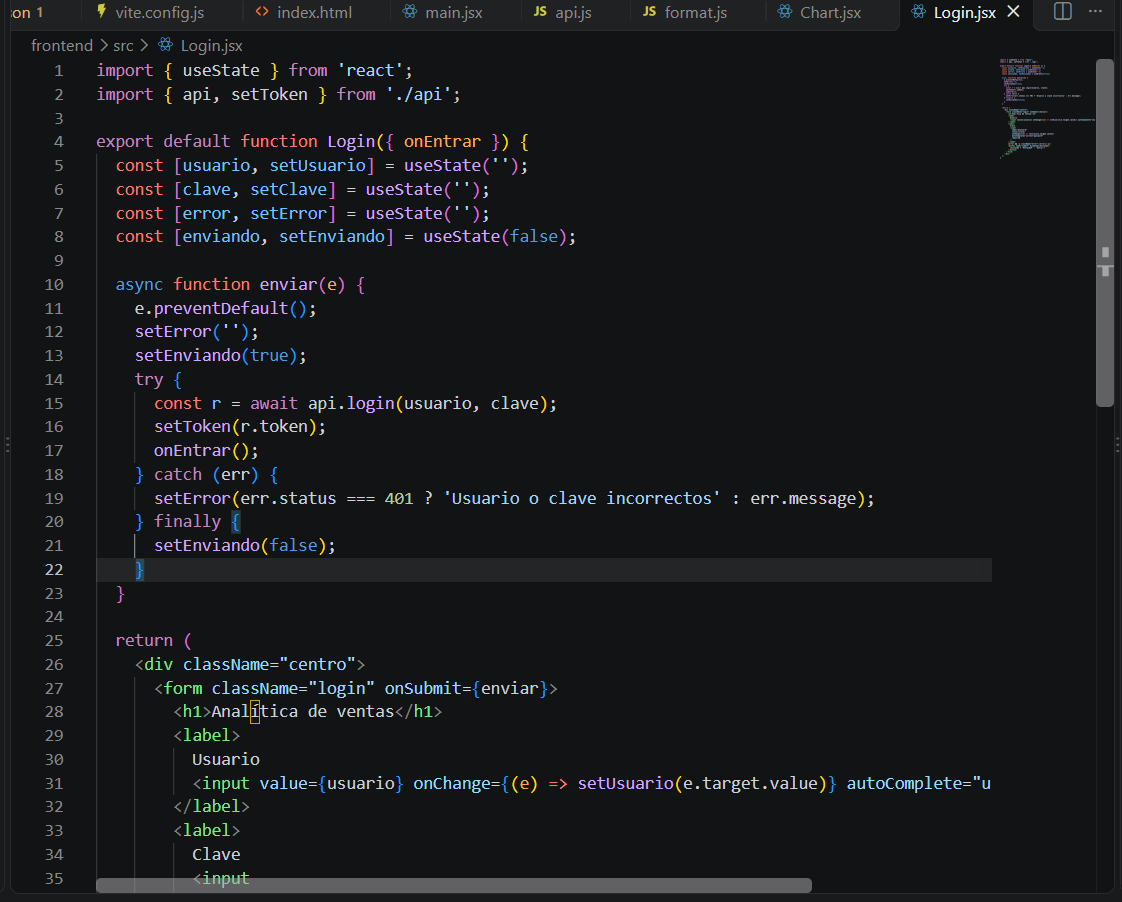 on 1 vite.config.js index.html main.jsx JS api.js JS format.js Chart.jsx Login.jsx
frontend > src > Login.jsx
1 import { useState } from 'react';
2 import { api, setToken } from './api';
3
4 export default function Login({ onEntrar }) {
5 const [usuario, setUsuario] = useState('');
6 const [clave, setClave] = useState('');
7 const [error, setError] = useState('');
8 const [enviando, setEnviando] = useState(false);
9
10 async function enviar(e) {
11 e.preventDefault();
12 setError('');
13 setEnviando(true);
14 try {
15 const r = await api.login(usuario, clave);
16 setToken(r.token);
17 onEntrar();
18 } catch (err) {
19 setError(err.status === 401 ? 'Usuario o clave incorrectos' : err.message);
20 } finally {
21 setEnviando(false);
22 }
23 }
24
25 return (
26 <div className="centro">
27 <form className="login" onSubmit={enviar}>
28 <h1>Analítica de ventas</h1>
29 <label>
30 Usuario
31 <input value={usuario} onChange={(e) => setUsuario(e.target.value)} autoComplete="u
32 </label>
33 <label>
34 Clave
35 <input